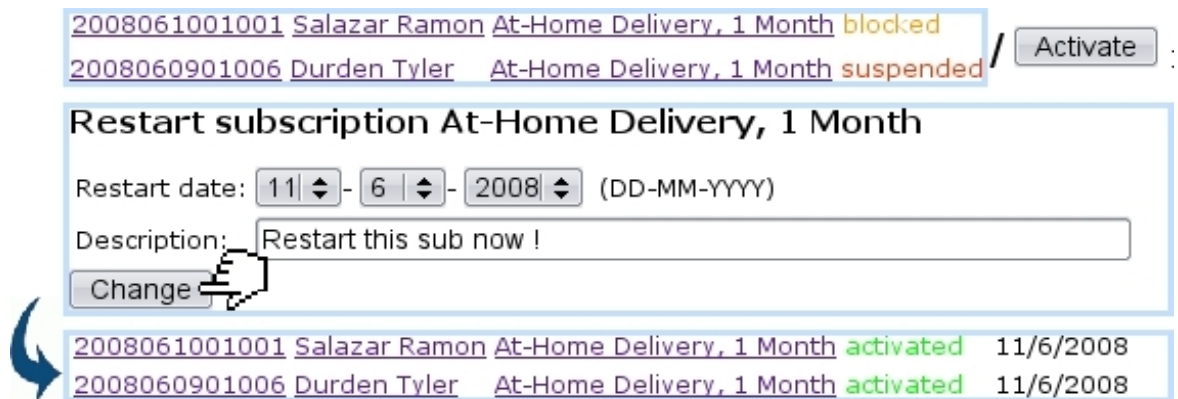 2008061001001 Salazar Ramon At-Home Delivery, 1 Month blocked
2008060901006 Durden Tyler At-Home Delivery, 1 Month suspended
/ Activate
Restart subscription At-Home Delivery, 1 Month
Restart date: 11 - 6 - 2008 (DD-MM-YYYY)
Description: Restart this sub now !
Change
2008061001001 Salazar Ramon At-Home Delivery, 1 Month activated 11/6/2008
2008060901006 Durden Tyler At-Home Delivery, 1 Month activated 11/6/2008